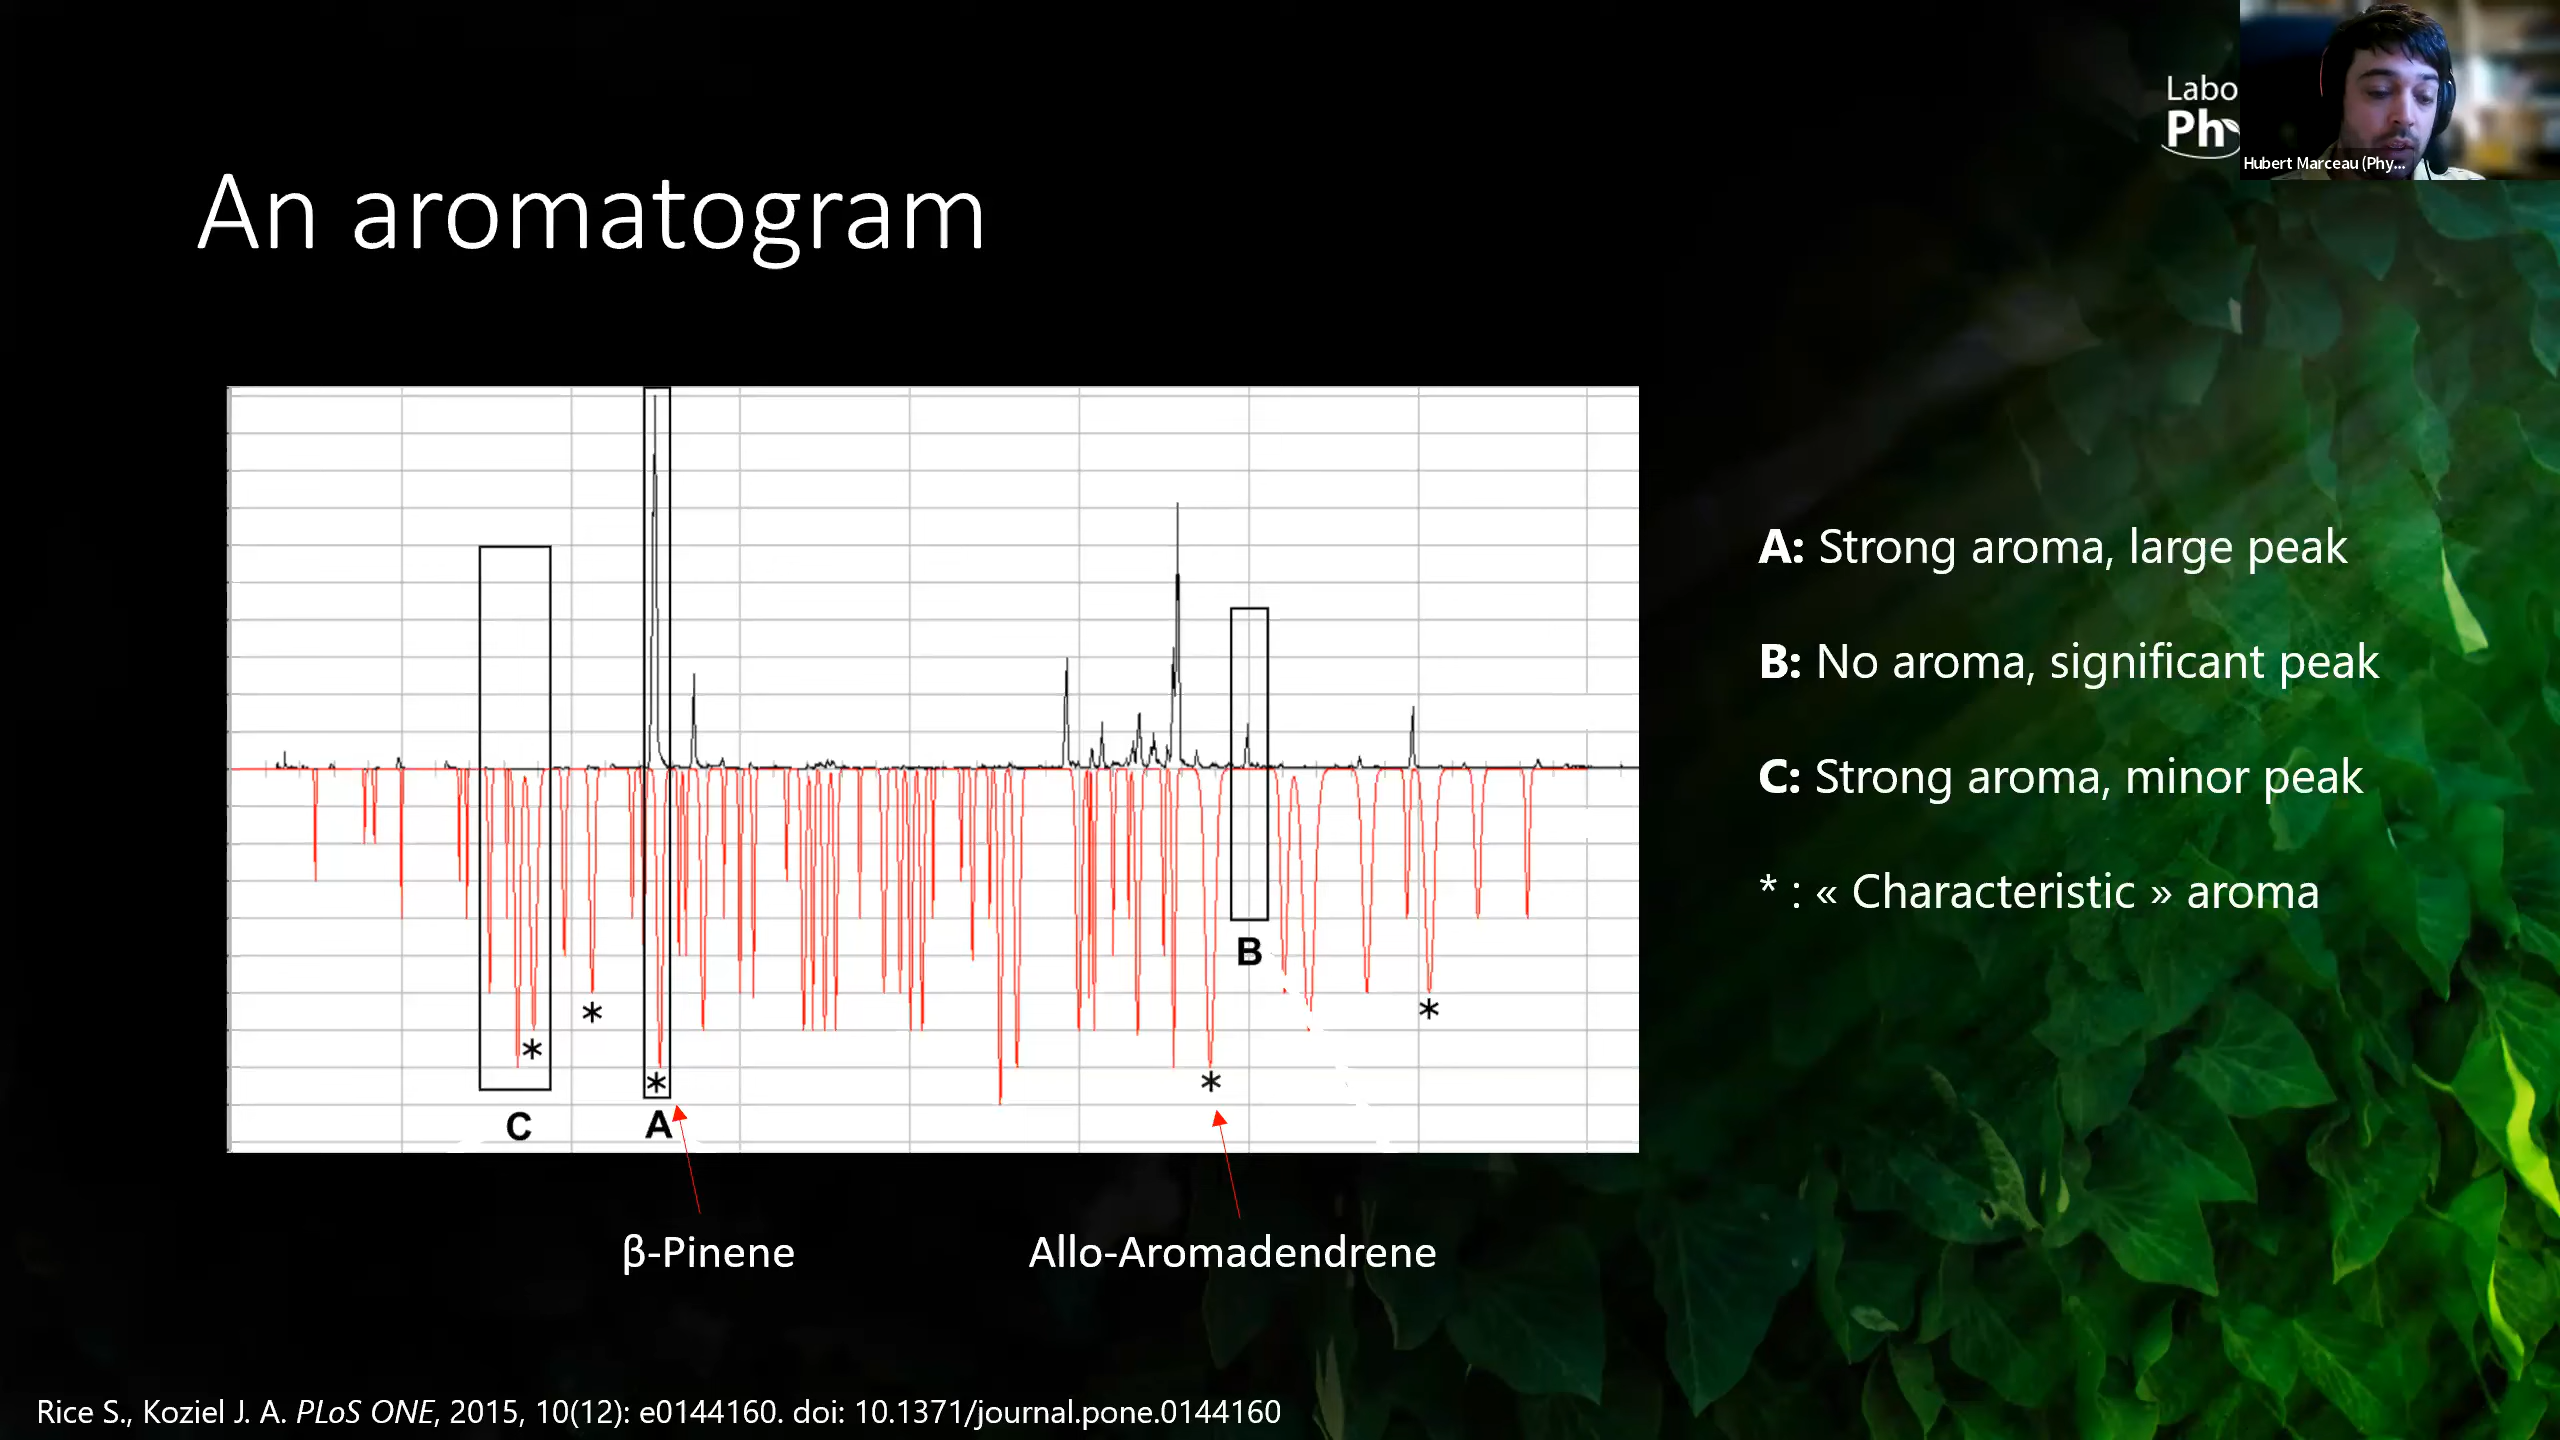 Labo
Ph
Hubert Marceau (Phy...
An aromatogram
A: Strong aroma, large peak
B: No aroma, significant peak
C: Strong aroma, minor peak
* : « Characteristic » aroma
B
*
*
*
*
*
C
A
β-Pinene
Allo-Aromadendrene
Rice S., Koziel J. A. PLoS ONE, 2015, 10(12): e0144160. doi: 10.1371/journal.pone.0144160